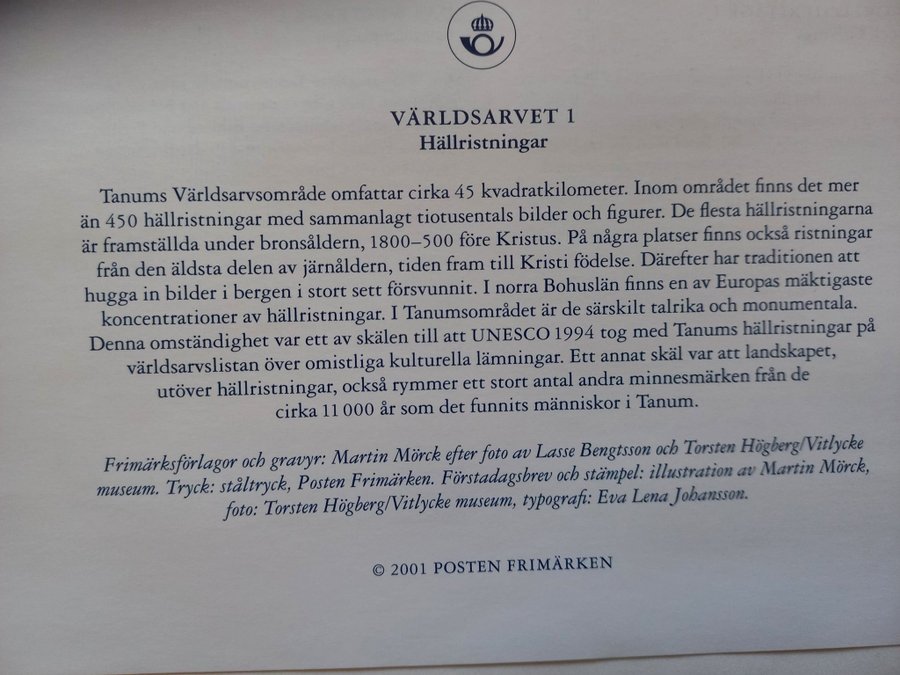 VÄRLDSARVET 1
Hällristningar
Tanums Världsarvsområde omfattar cirka 45 kvadratkilometer. Inom området finns det mer
än 450 hällristningar med sammanlagt tiotusentals bilder och figurer. De flesta hällristningarna
är framställda under bronsåldern, 1800–500 före Kristus. På några platser finns också ristningar
från den äldsta delen av järnåldern, tiden fram till Kristi födelse. Därefter har traditionen att
hugga in bilder i bergen i stort sett försvunnit. I norra Bohuslän finns en av Europas mäktigaste
koncentrationer av hällristningar. I Tanumsområdet är de särskilt talrika och monumentala.
Denna omständighet var ett av skälen till att UNESCO 1994 tog med Tanums hällristningar på
världsarvslistan över omistliga kulturella lämningar. Ett annat skäl var att landskapet,
utöver hällristningar, också rymmer ett stort antal andra minnesmärken från de
cirka 11 000 år som det funnits människor i Tanum.
Frimärksförlagor och gravyr: Martin Mörck efter foto av Lasse Bengtsson och Torsten Högberg/Vitlycke
museum. Tryck: ståltryck, Posten Frimärken. Förstadagsbrev och stämpel: illustration av Martin Mörck,
foto: Torsten Högberg/Vitlycke museum, typografi: Eva Lena Johansson.
© 2001 POSTEN FRIMÄRKEN